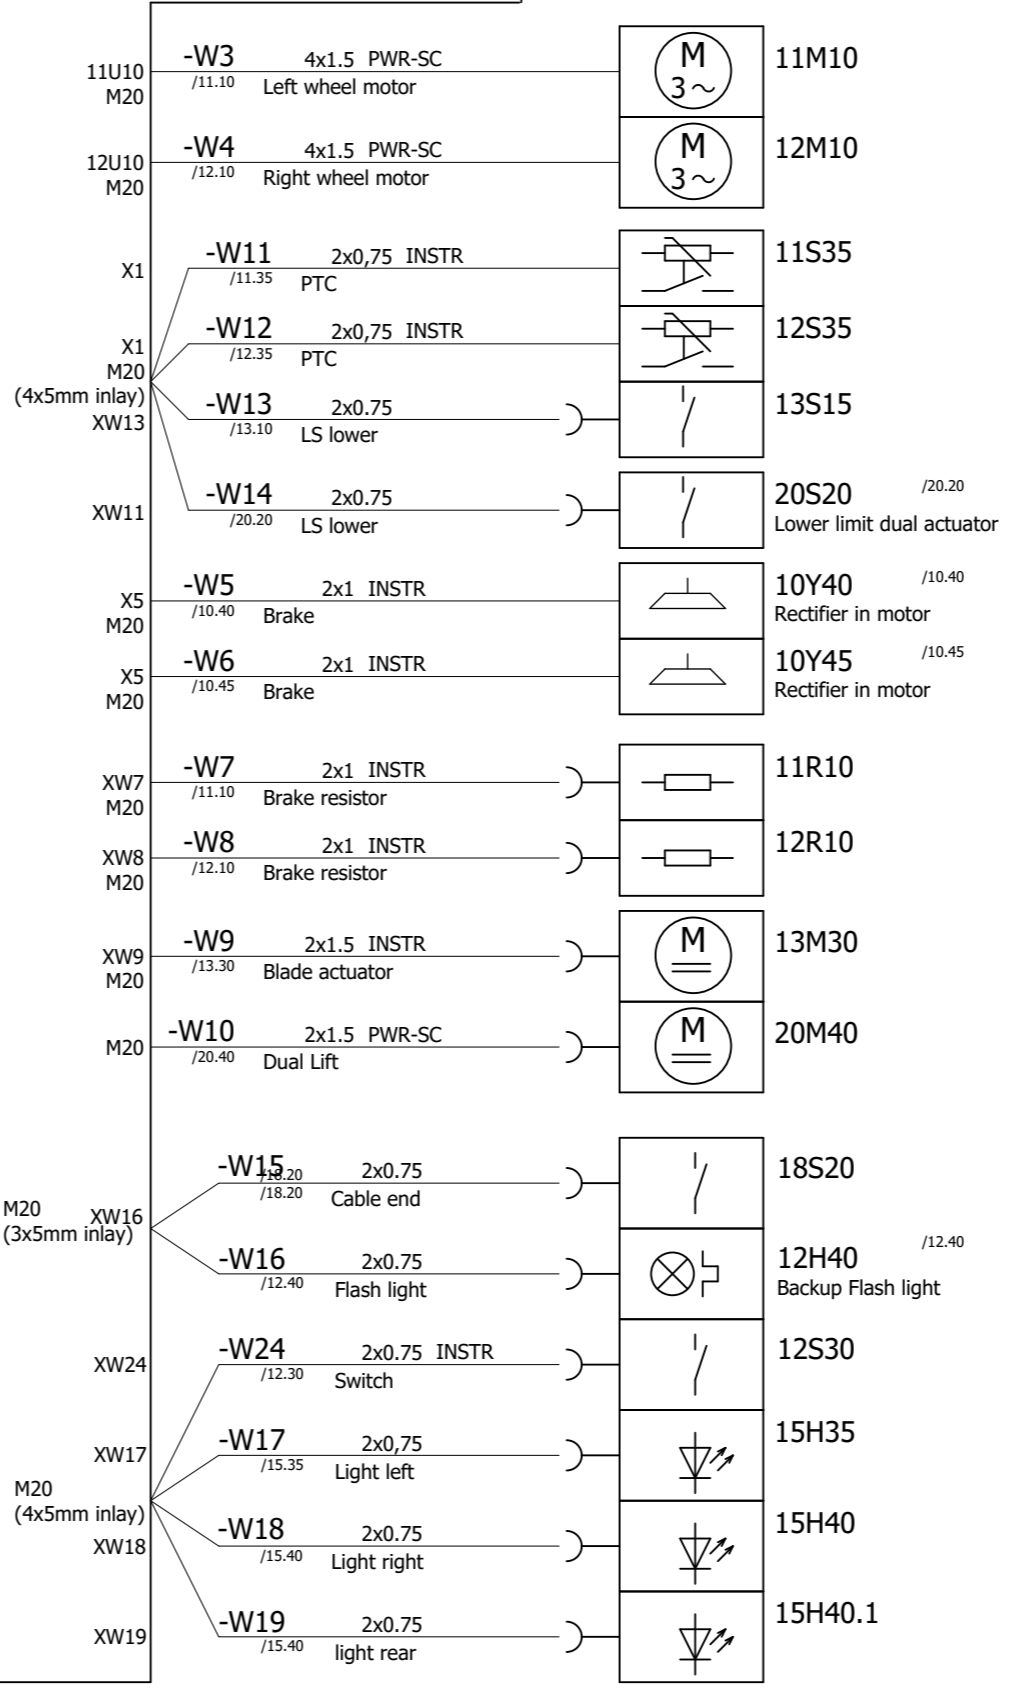 -W3 4x1.5 PWR-SC
11U10 /11.10 Left wheel motor
M20
M
3~
11M10
-W4 4x1.5 PWR-SC
12U10 /12.10 Right wheel motor
M20
M
3~
12M10
-W11 2x0,75 INSTR
X1 /11.35 PTC
11S35
-W12 2x0,75 INSTR
X1 /12.35 PTC
12S35
M20
(4x5mm inlay)
-W13 2x0.75
XW13 /13.10 LS lower
13S15
-W14 2x0.75
XW11 /20.20 LS lower
20S20 /20.20
Lower limit dual actuator
-W5 2x1 INSTR
X5 /10.40 Brake
M20
10Y40 /10.40
Rectifier in motor
-W6 2x1 INSTR
X5 /10.45 Brake
M20
10Y45 /10.45
Rectifier in motor
-W7 2x1 INSTR
XW7 /11.10 Brake resistor
M20
11R10
-W8 2x1 INSTR
XW8 /12.10 Brake resistor
M20
12R10
-W9 2x1.5 INSTR
XW9 /13.30 Blade actuator
M20
M
13M30
-W10 2x1.5 PWR-SC
M20 /20.40 Dual Lift
M
20M40
-W15 /18.20 2x0.75
/18.20 Cable end
18S20
M20 XW16
(3x5mm inlay)
-W16 2x0.75
/12.40 Flash light
12H40 /12.40
Backup Flash light
-W24 2x0.75 INSTR
XW24 /12.30 Switch
12S30
-W17 2x0,75
XW17 /15.35 Light left
15H35
M20
(4x5mm inlay)
-W18 2x0.75
XW18 /15.40 Light right
15H40
-W19 2x0.75
XW19 /15.40 light rear
15H40.1